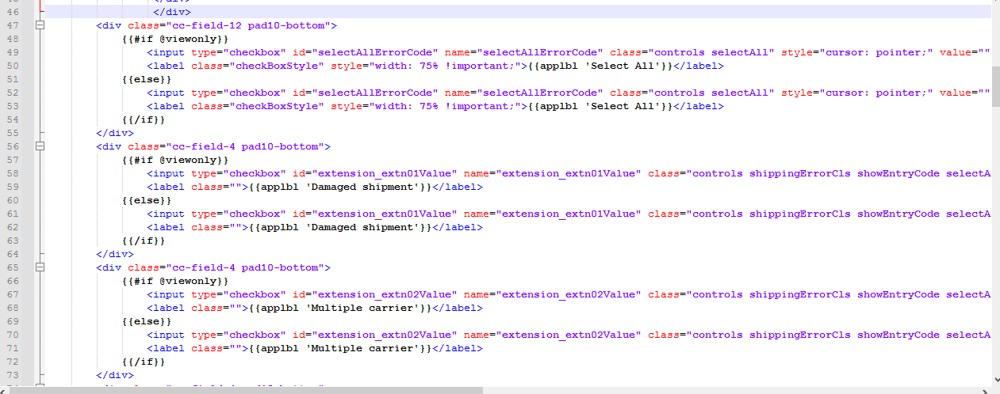 46 </div>
47 <div class="cc-field-12 pad10-bottom">
48 {{#if @viewonly}}
49 <input type="checkbox" id="selectAllErrorCode" name="selectAllErrorCode" class="controls selectAll" style="cursor: pointer;" value=""
50 <label class="checkBoxStyle" style="width: 75% !important;">{{applbl 'Select All'}}</label>
51 {{else}}
52 <input type="checkbox" id="selectAllErrorCode" name="selectAllErrorCode" class="controls selectAll" style="cursor: pointer;" value=""
53 <label class="checkBoxStyle" style="width: 75% !important;">{{applbl 'Select All'}}</label>
54 {{/if}}
55 </div>
56 <div class="cc-field-4 pad10-bottom">
57 {{#if @viewonly}}
58 <input type="checkbox" id="extension_extn01Value" name="extension_extn01Value" class="controls shippingErrorCls showEntryCode selectA
59 <label class="">{{applbl 'Damaged shipment'}}</label>
60 {{else}}
61 <input type="checkbox" id="extension_extn01Value" name="extension_extn01Value" class="controls shippingErrorCls showEntryCode selectA
62 <label class="">{{applbl 'Damaged shipment'}}</label>
63 {{/if}}
64 </div>
65 <div class="cc-field-4 pad10-bottom">
66 {{#if @viewonly}}
67 <input type="checkbox" id="extension_extn02Value" name="extension_extn02Value" class="controls shippingErrorCls showEntryCode selectA
68 <label class="">{{applbl 'Multiple carrier'}}</label>
69 {{else}}
70 <input type="checkbox" id="extension_extn02Value" name="extension_extn02Value" class="controls shippingErrorCls showEntryCode selectA
71 <label class="">{{applbl 'Multiple carrier'}}</label>
72 {{/if}}
73 </div>